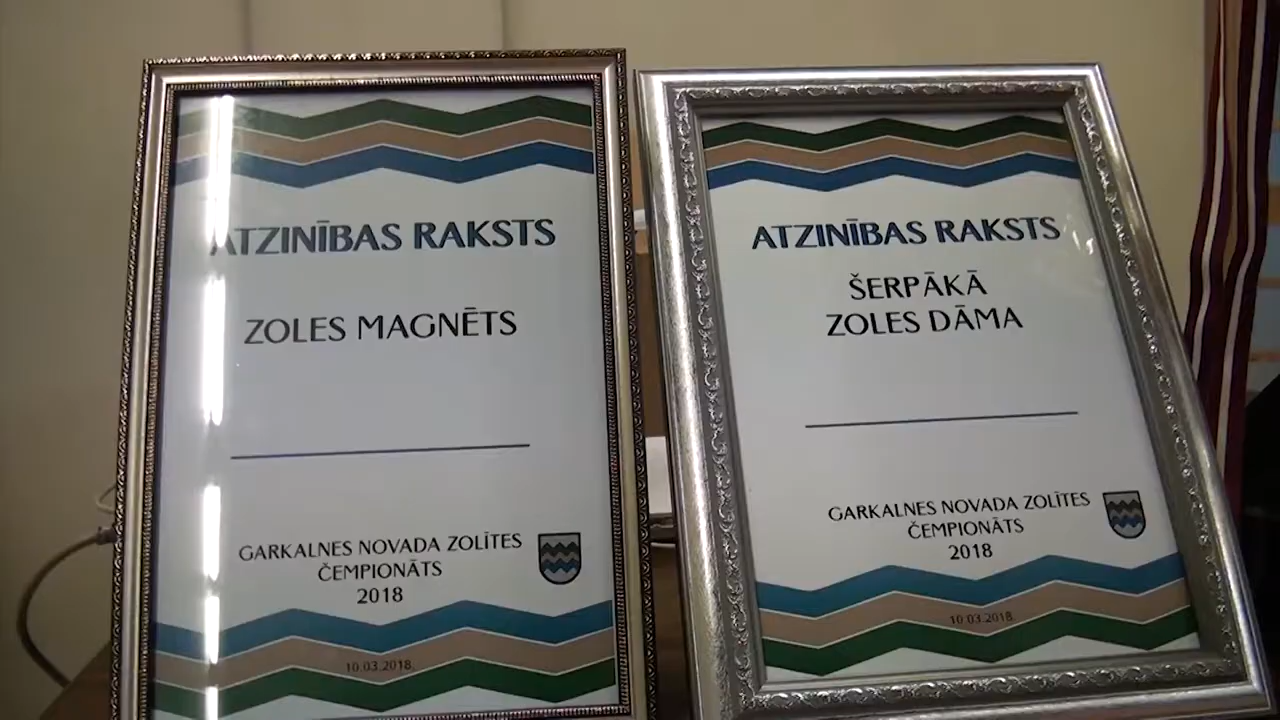 ATZINĪBAS RAKSTS
ZOLES MAGNĒTS
GARKALNES NOVADA ZOLĪTES
ČEMPIONĀTS
2018
10.03.2018.
ATZINĪBAS RAKSTS
ŠERPĀKĀ
ZOLES DĀMA
GARKALNES NOVADA ZOLĪTES
ČEMPIONĀTS
2018
10.03.2018.